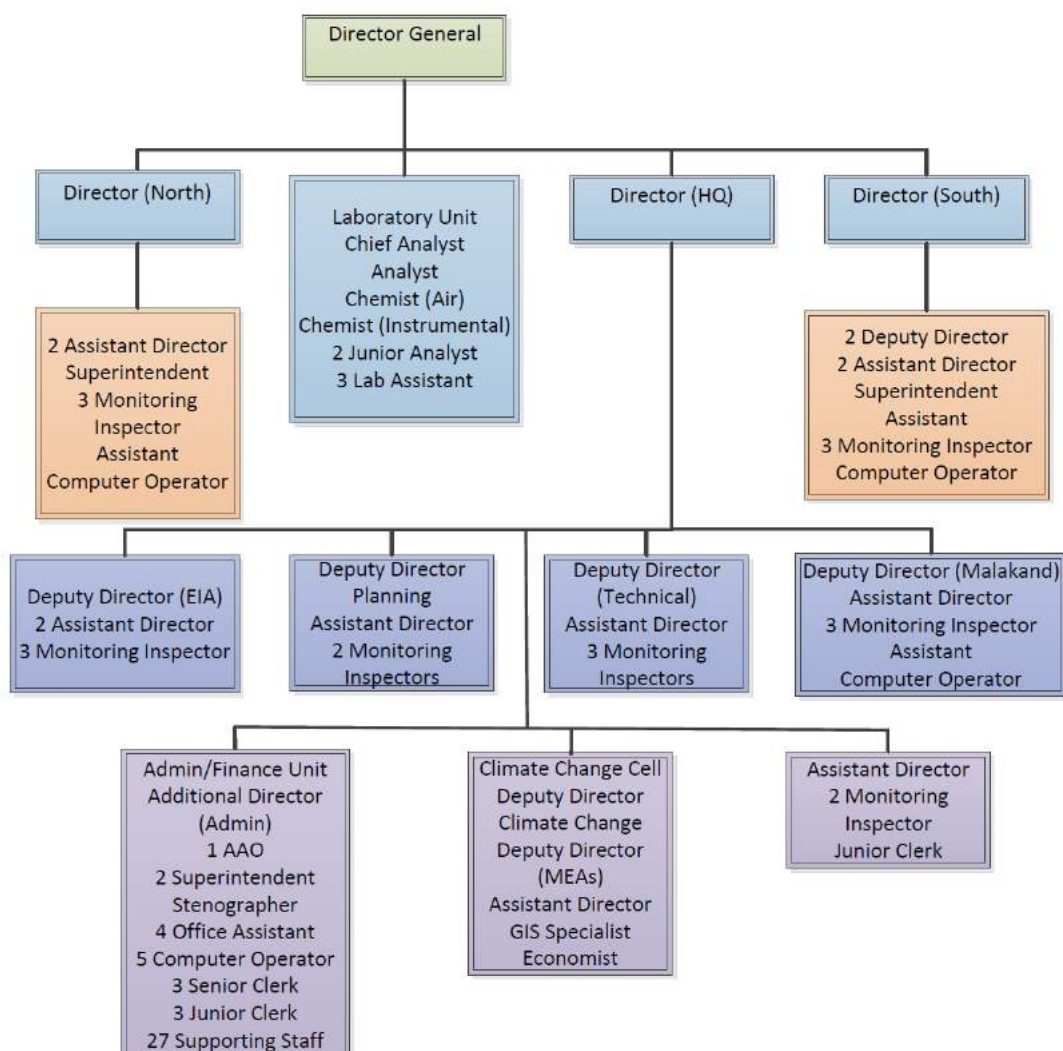 Director General
Director (North)
Laboratory Unit
Chief Analyst
Analyst
Chemist (Air)
Chemist (Instrumental)
2 Junior Analyst
3 Lab Assistant
Director (HQ)
Director (South)
2 Assistant Director
Superintendent
3 Monitoring
Inspector
Assistant
Computer Operator
2 Deputy Director
2 Assistant Director
Superintendent
Assistant
3 Monitoring Inspector
Computer Operator
Deputy Director (EIA)
2 Assistant Director
3 Monitoring Inspector
Deputy Director
Planning
Assistant Director
2 Monitoring
Inspectors
Deputy Director
(Technical)
Assistant Director
3 Monitoring
Inspectors
Deputy Director (Malakand)
Assistant Director
3 Monitoring Inspector
Assistant
Computer Operator
Admin/Finance Unit
Additional Director
(Admin)
1 AAO
2 Superintendent
Stenographer
4 Office Assistant
5 Computer Operator
3 Senior Clerk
3 Junior Clerk
27 Supporting Staff
Climate Change Cell
Deputy Director
Climate Change
Deputy Director
(MEAs)
Assistant Director
GIS Specialist
Economist
Assistant Director
2 Monitoring
Inspector
Junior Clerk